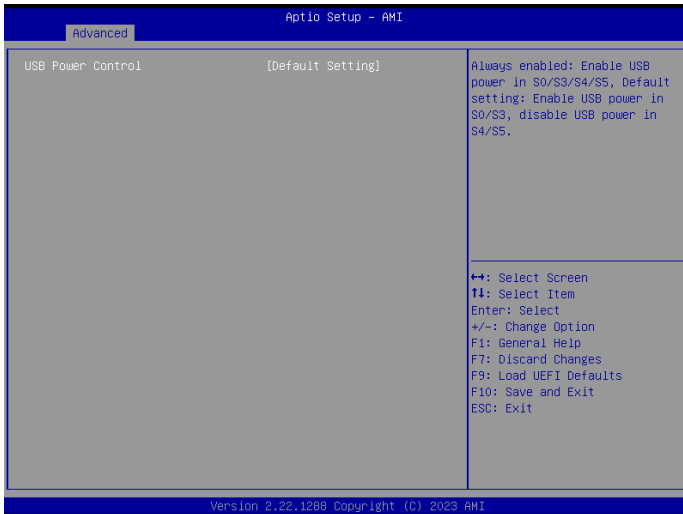 Aptio Setup - AMI
Advanced
USB Power Control [Default Setting]
Always enabled: Enable USB
power in S0/S3/S4/S5, Default
setting: Enable USB power in
S0/S3, disable USB power in
S4/S5.
↔: Select Screen
↑↓: Select Item
Enter: Select
+/-: Change Option
F1: General Help
F7: Discard Changes
F9: Load UEFI Defaults
F10: Save and Exit
ESC: Exit
Version 2.22.1288 Copyright (C) 2023 AMI